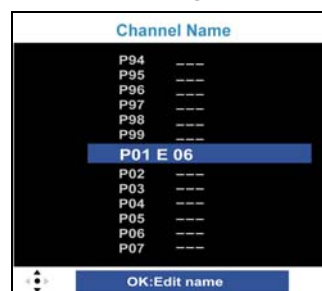 Channel Name
P94 ---
P95 ---
P96 ---
P97 ---
P98 ---
P99 ---
P01 E 06
P02 ---
P03 ---
P04 ---
P05 ---
P06 ---
P07 ---
OK:Edit name